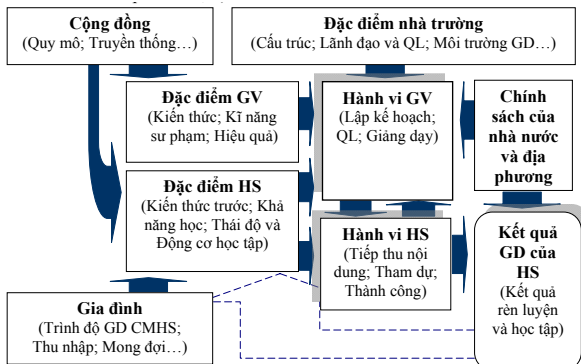 Cộng đồng
(Quy mô; Truyền thống…)
Đặc điểm nhà trường
(Cấu trúc; Lãnh đạo và QL; Môi trường GD…)
Đặc điểm GV
(Kiến thức; Kĩ năng
sư phạm; Hiệu quả)
Hành vi GV
(Lập kế hoạch;
QL; Giảng dạy)
Chính
sách của
nhà nước
và địa
phương
Đặc điểm HS
(Kiến thức trước; Khả
năng học; Thái độ và
Động cơ học tập)
Hành vi HS
(Tiếp thu nội
dung; Tham dự;
Thành công)
Kết quả
GD của
HS
(Kết quả
rèn luyện
và học tập)
Gia đình
(Trình độ GD CMHS;
Thu nhập; Mong đợi…)